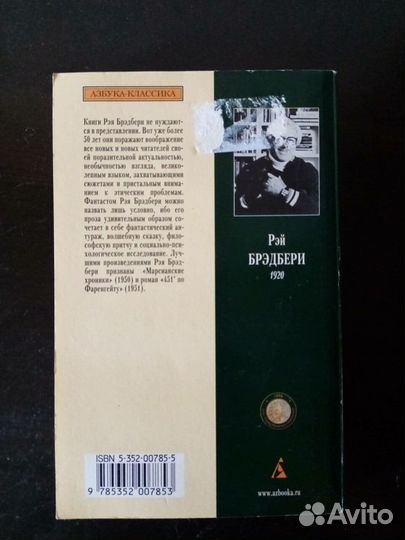 АЗБУКА-КЛАССИКА
Книги Рэя Брэдбери не нуждают-
ся в представлении. Вот уже более
50 лет они поражают воображение
все новых и новых читателей своей
поразительной актуальностью,
необычностью взгляда, велико-
лепным языком, захватывающими
сюжетами и пристальным внима-
нием к этическим проблемам.
Фантастом Рэя Брэдбери можно
назвать лишь условно, ибо его
проза удивительным образом со-
четает в себе фантастический ан-
тураж, волшебную сказку, фило-
софскую притчу и социально-пси-
хологическое исследование. Луч-
шими произведениями Рэя Брэд-
бери признаны «Марсианские
хроники» (1950) и роман «451° по
Фаренгейту» (1951).
Рэй
БРЭДБЕРИ
1920
ISBN 5-352-00785-5
9 785352 007853
www.azbooka.ru
Avito